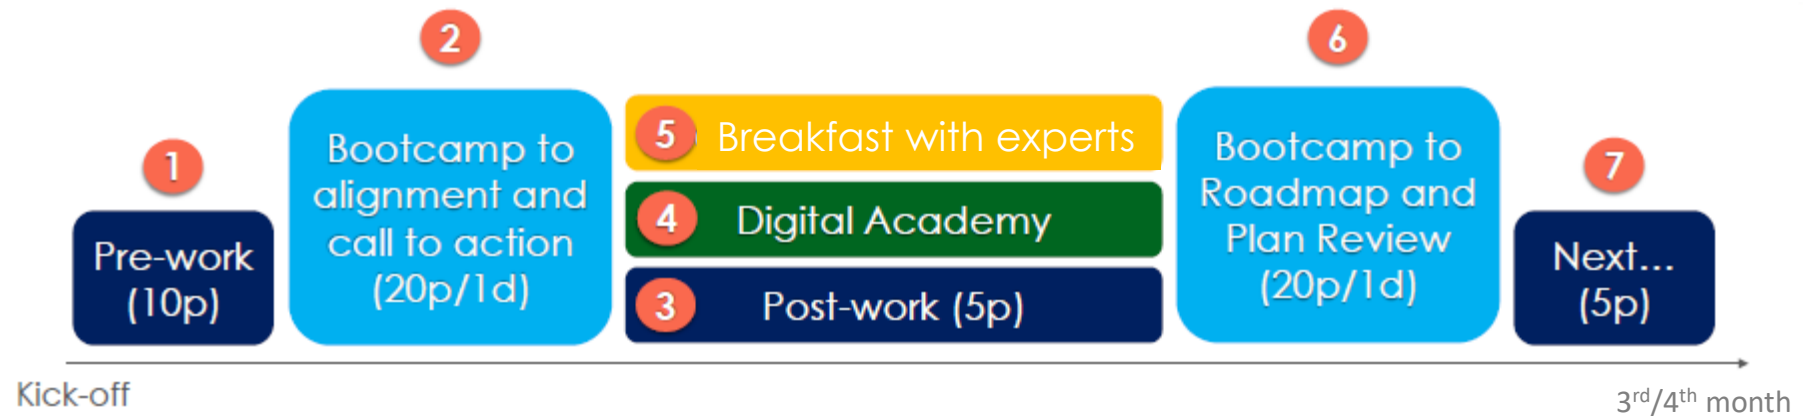 1
Pre-work
(10p)
2
Bootcamp to
alignment and
call to action
(20p/1d)
5 Breakfast with experts
4 Digital Academy
3 Post-work (5p)
6
Bootcamp to
Roadmap and
Plan Review
(20p/1d)
7
Next...
(5p)
Kick-off
3rd/4th month